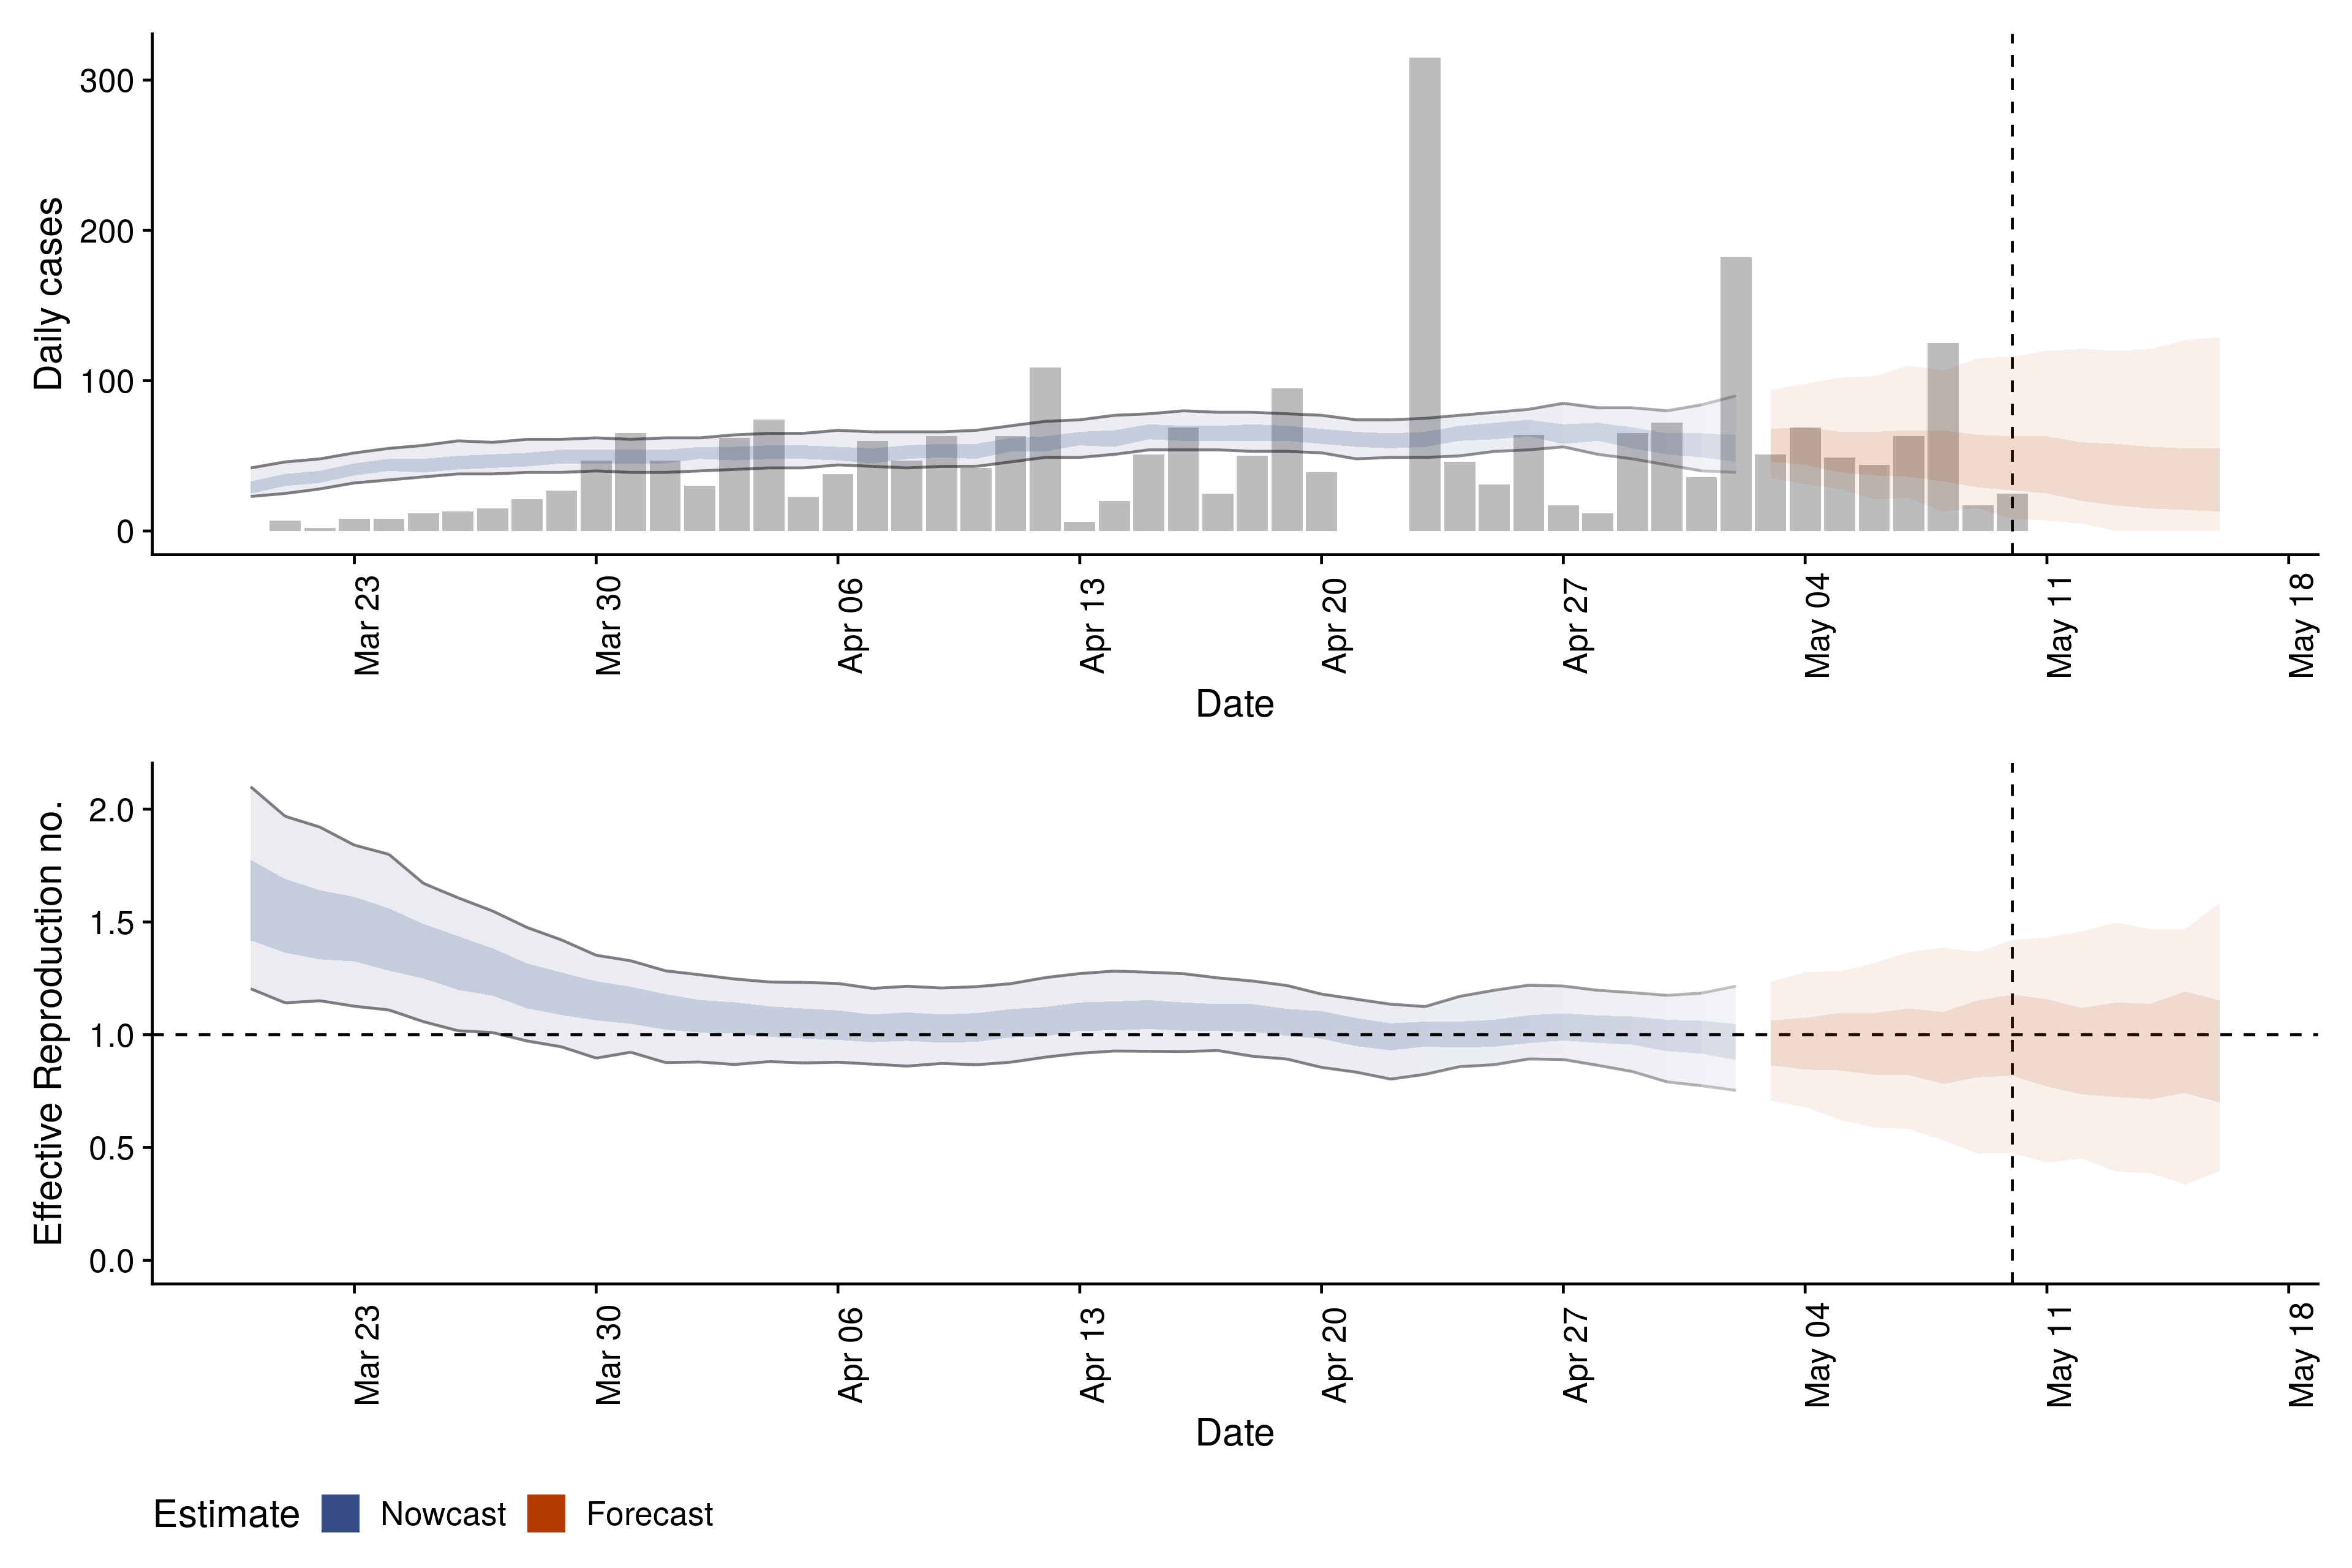 Daily cases
300
200
100
0
Mar 23
Mar 30
Apr 06
Apr 13
Apr 20
Apr 27
May 04
May 11
May 18
Date
Effective Reproduction no.
2.0
1.5
1.0
0.5
0.0
Mar 23
Mar 30
Apr 06
Apr 13
Apr 20
Apr 27
May 04
May 11
May 18
Date
Estimate Nowcast Forecast